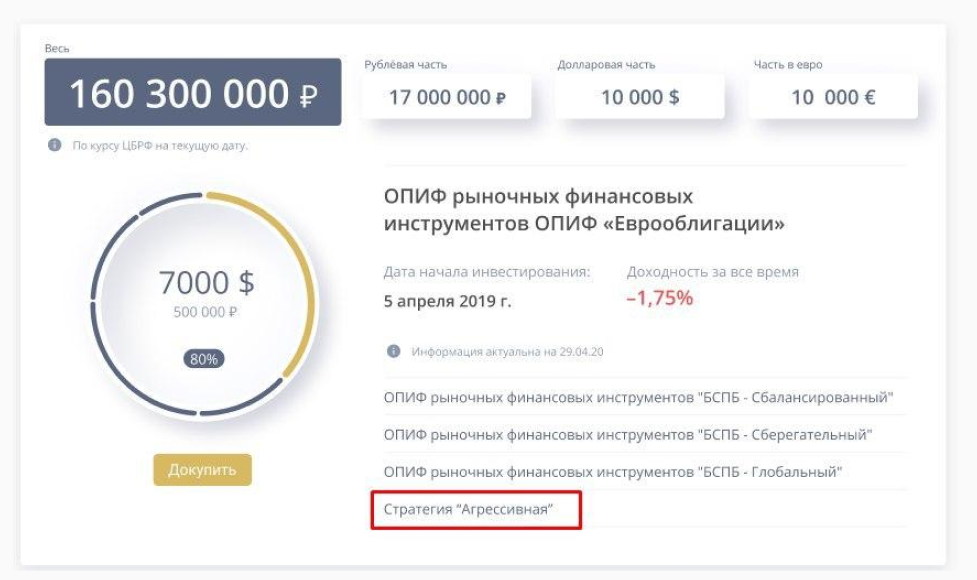 Весь
160 300 000 ₽
По курсу ЦБРФ на текущую дату.
Рублёвая часть
17 000 000 ₽
Долларовая часть
10 000 $
Часть в евро
10 000 €
7000 $
500 000 ₽
80%
Докупить
ОПИФ рыночных финансовых
инструментов ОПИФ «Еврооблигации»
Дата начала инвестирования:
5 апреля 2019 г.
Доходность за все время
–1,75%
Информация актуальна на 29.04.20
ОПИФ рыночных финансовых инструментов "БСПБ - Сбалансированный"
ОПИФ рыночных финансовых инструментов "БСПБ - Сберегательный"
ОПИФ рыночных финансовых инструментов "БСПБ - Глобальный"
Стратегия “Агрессивная”